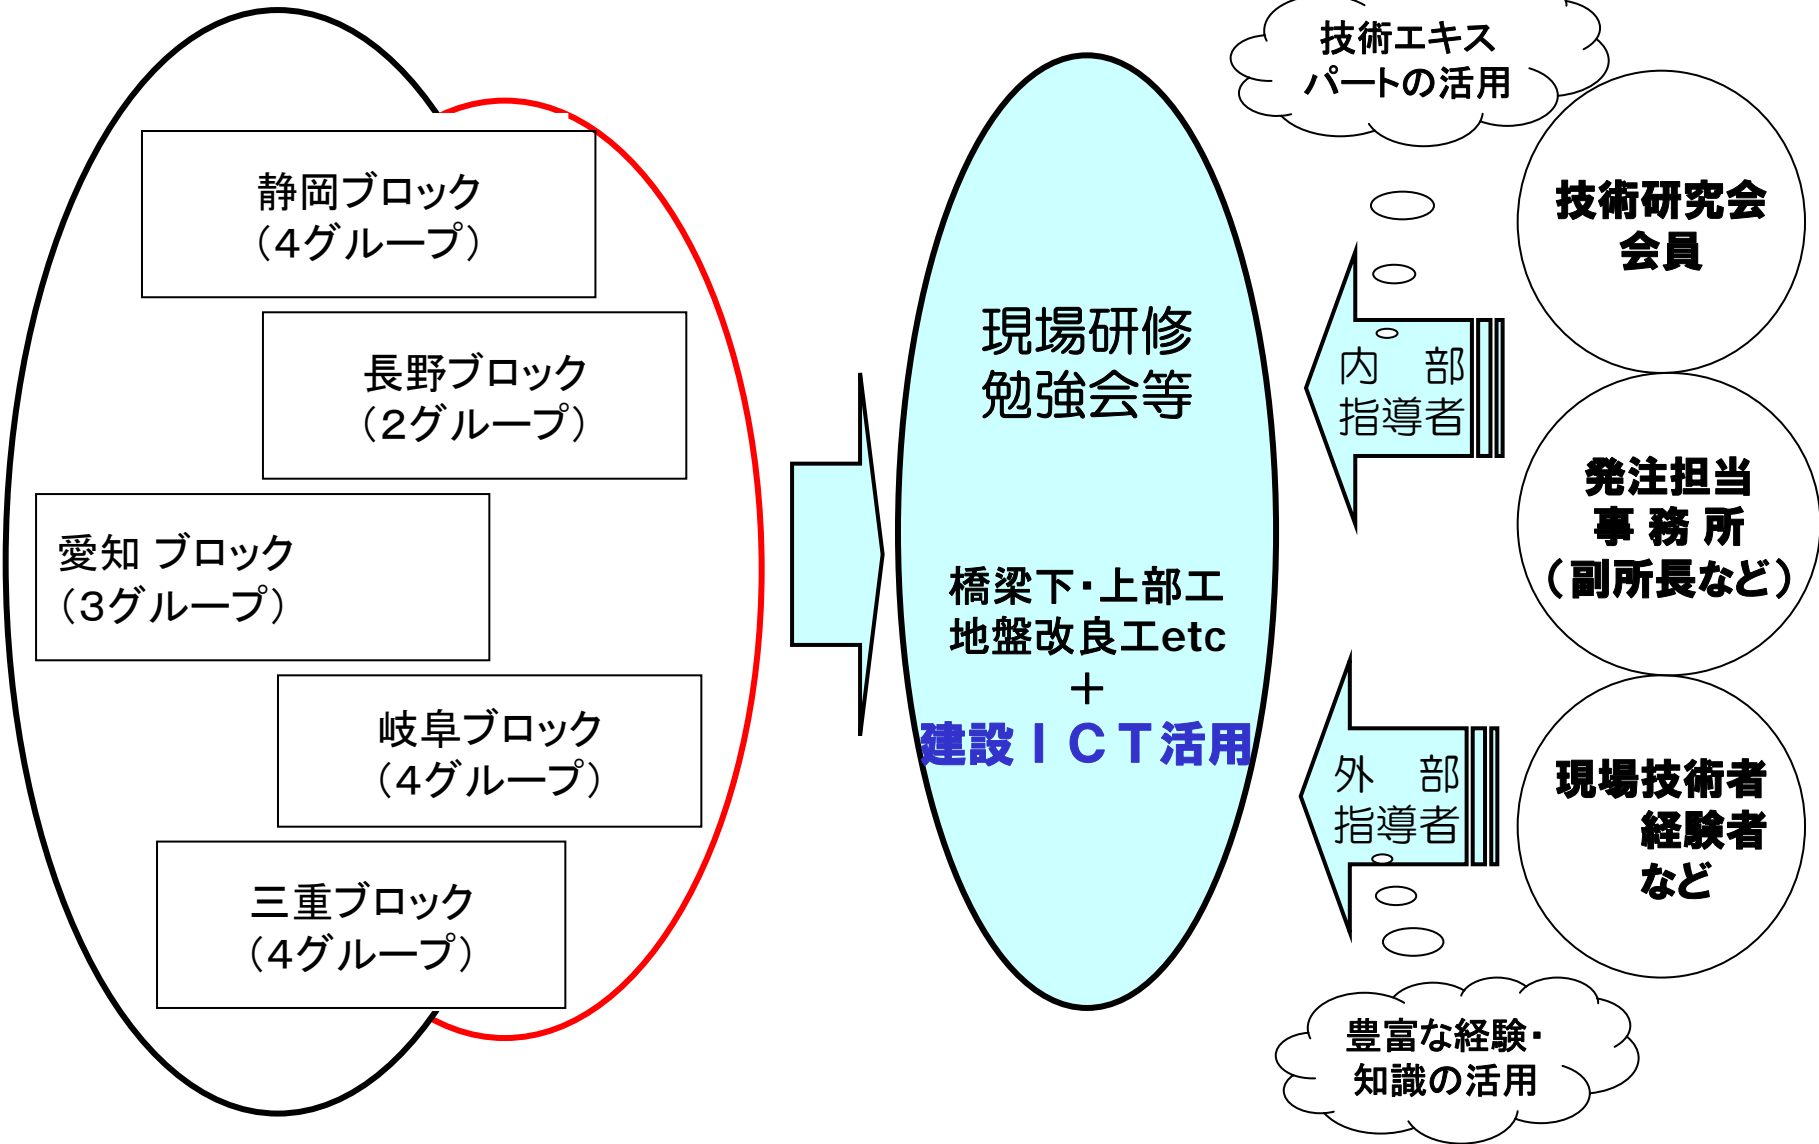 静岡ブロック
（4グループ）
長野ブロック
（2グループ）
愛知 ブロック
（3グループ）
岐阜ブロック
（4グループ）
三重ブロック
（4グループ）
現場研修
勉強会等
橋梁下・上部工
地盤改良工etc
＋
建設ＩＣＴ活用
技術エキス
パートの活用
内　部
指導者
外　部
指導者
技術研究会
会員
発注担当
事 務 所
（副所長など）
現場技術者
経験者
など
豊富な経験・
知識の活用